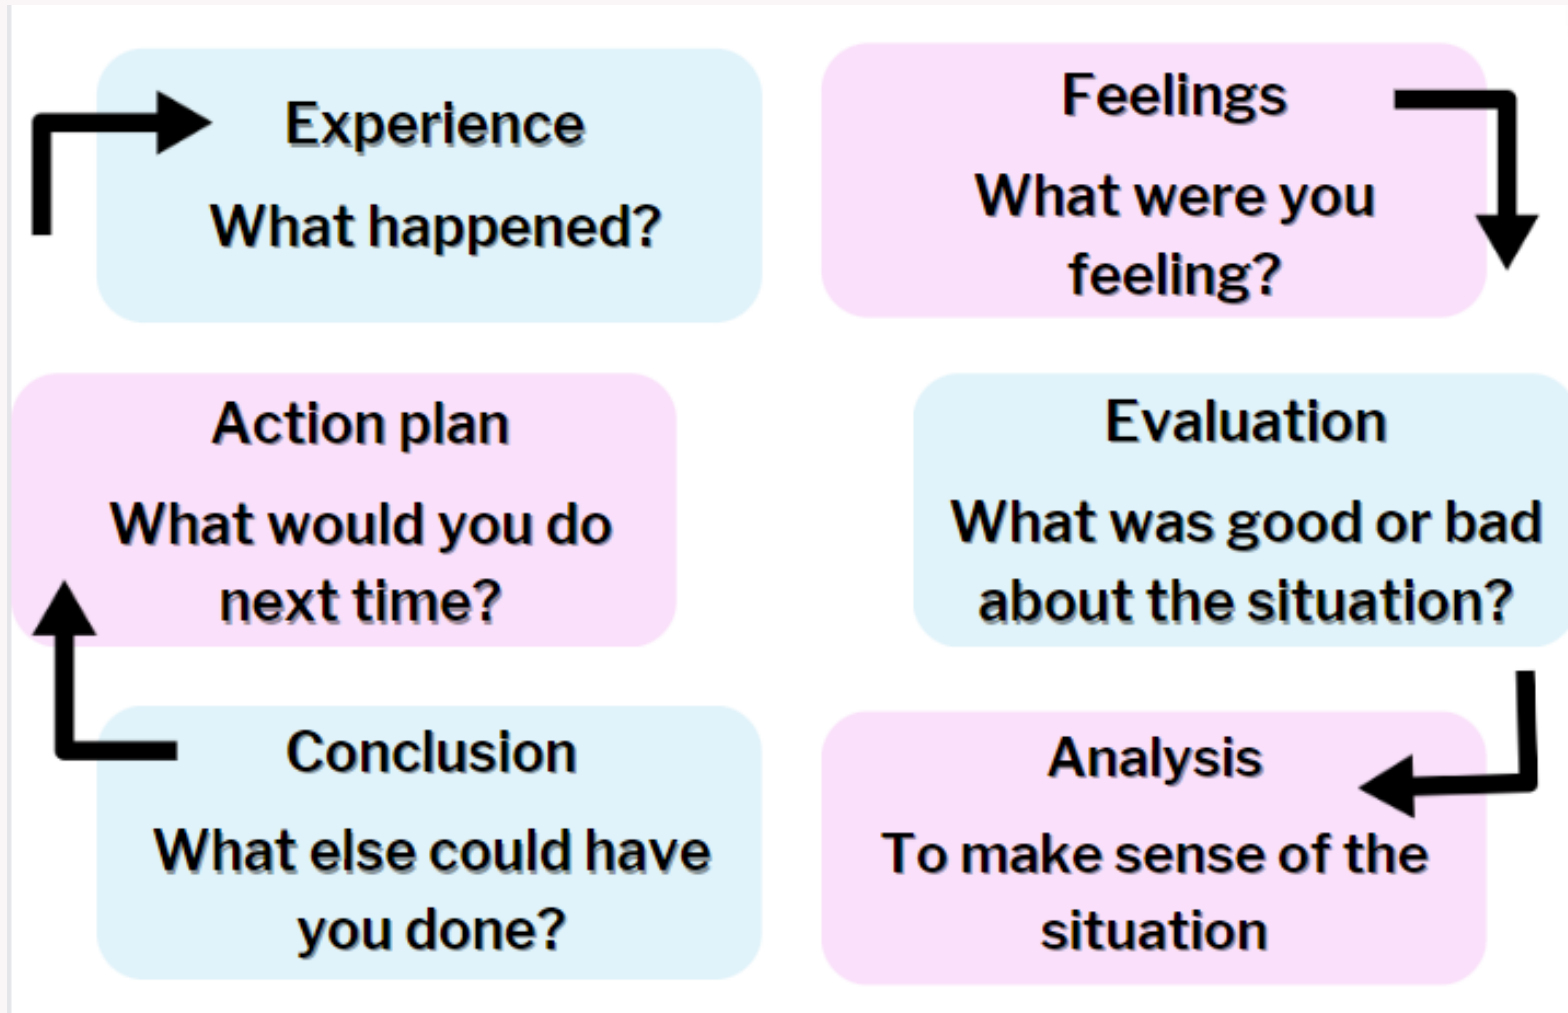 Experience
What happened?
Feelings
What were you
feeling?
Evaluation
What was good or bad
about the situation?
Analysis
To make sense of the
situation
Conclusion
What else could have
you done?
Action plan
What would you do
next time?